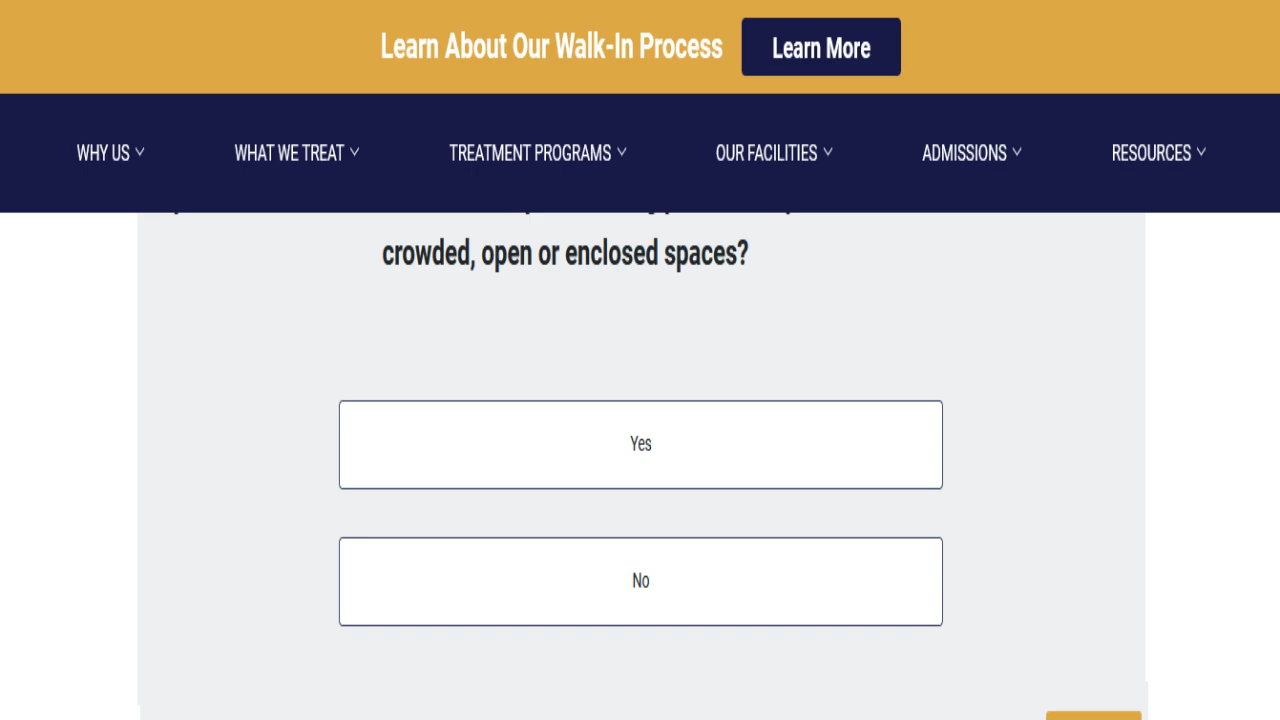 Learn About Our Walk-In Process Learn More
WHY US WHAT WE TREAT TREATMENT PROGRAMS OUR FACILITIES ADMISSIONS RESOURCES
crowded, open or enclosed spaces?
Yes
No